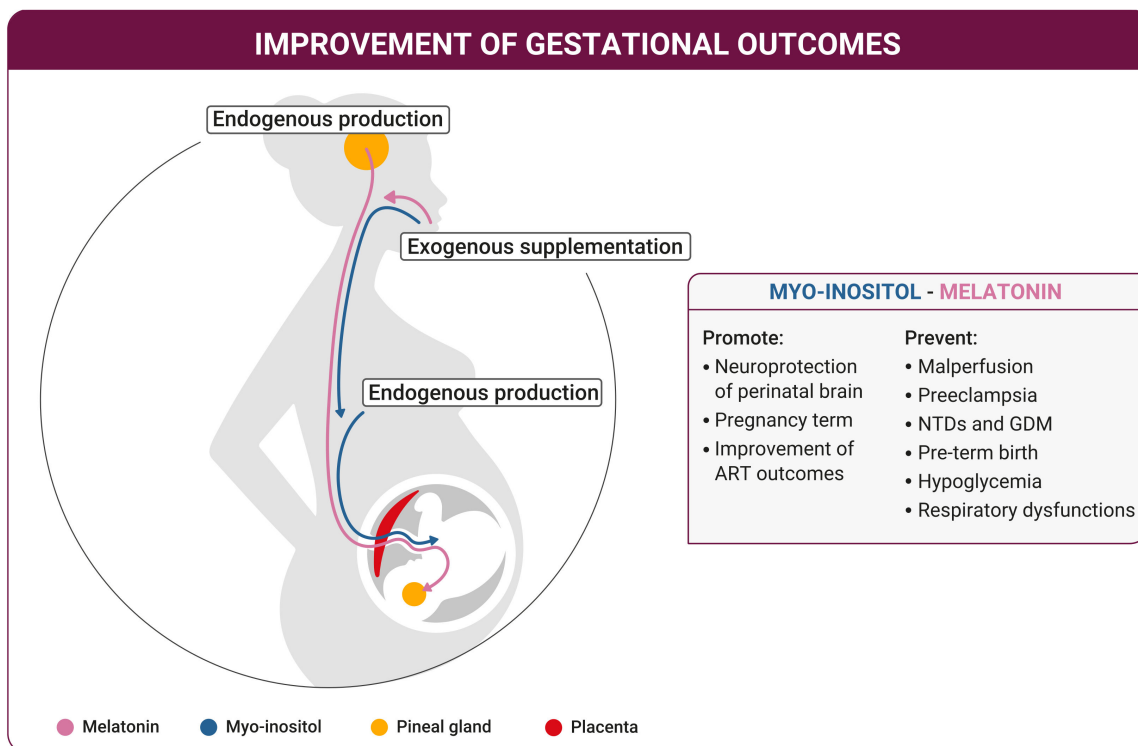 IMPROVEMENT OF GESTATIONAL OUTCOMES
Endogenous production
Exogenous supplementation
Endogenous production
MYO-INOSITOL - MELATONIN
Promote:
• Neuroprotection
of perinatal brain
• Pregnancy term
• Improvement of
ART outcomes
Prevent:
• Malperfusion
• Preeclampsia
• NTDs and GDM
• Pre-term birth
• Hypoglycemia
• Respiratory dysfunctions
Melatonin
Myo-inositol
Pineal gland
Placenta